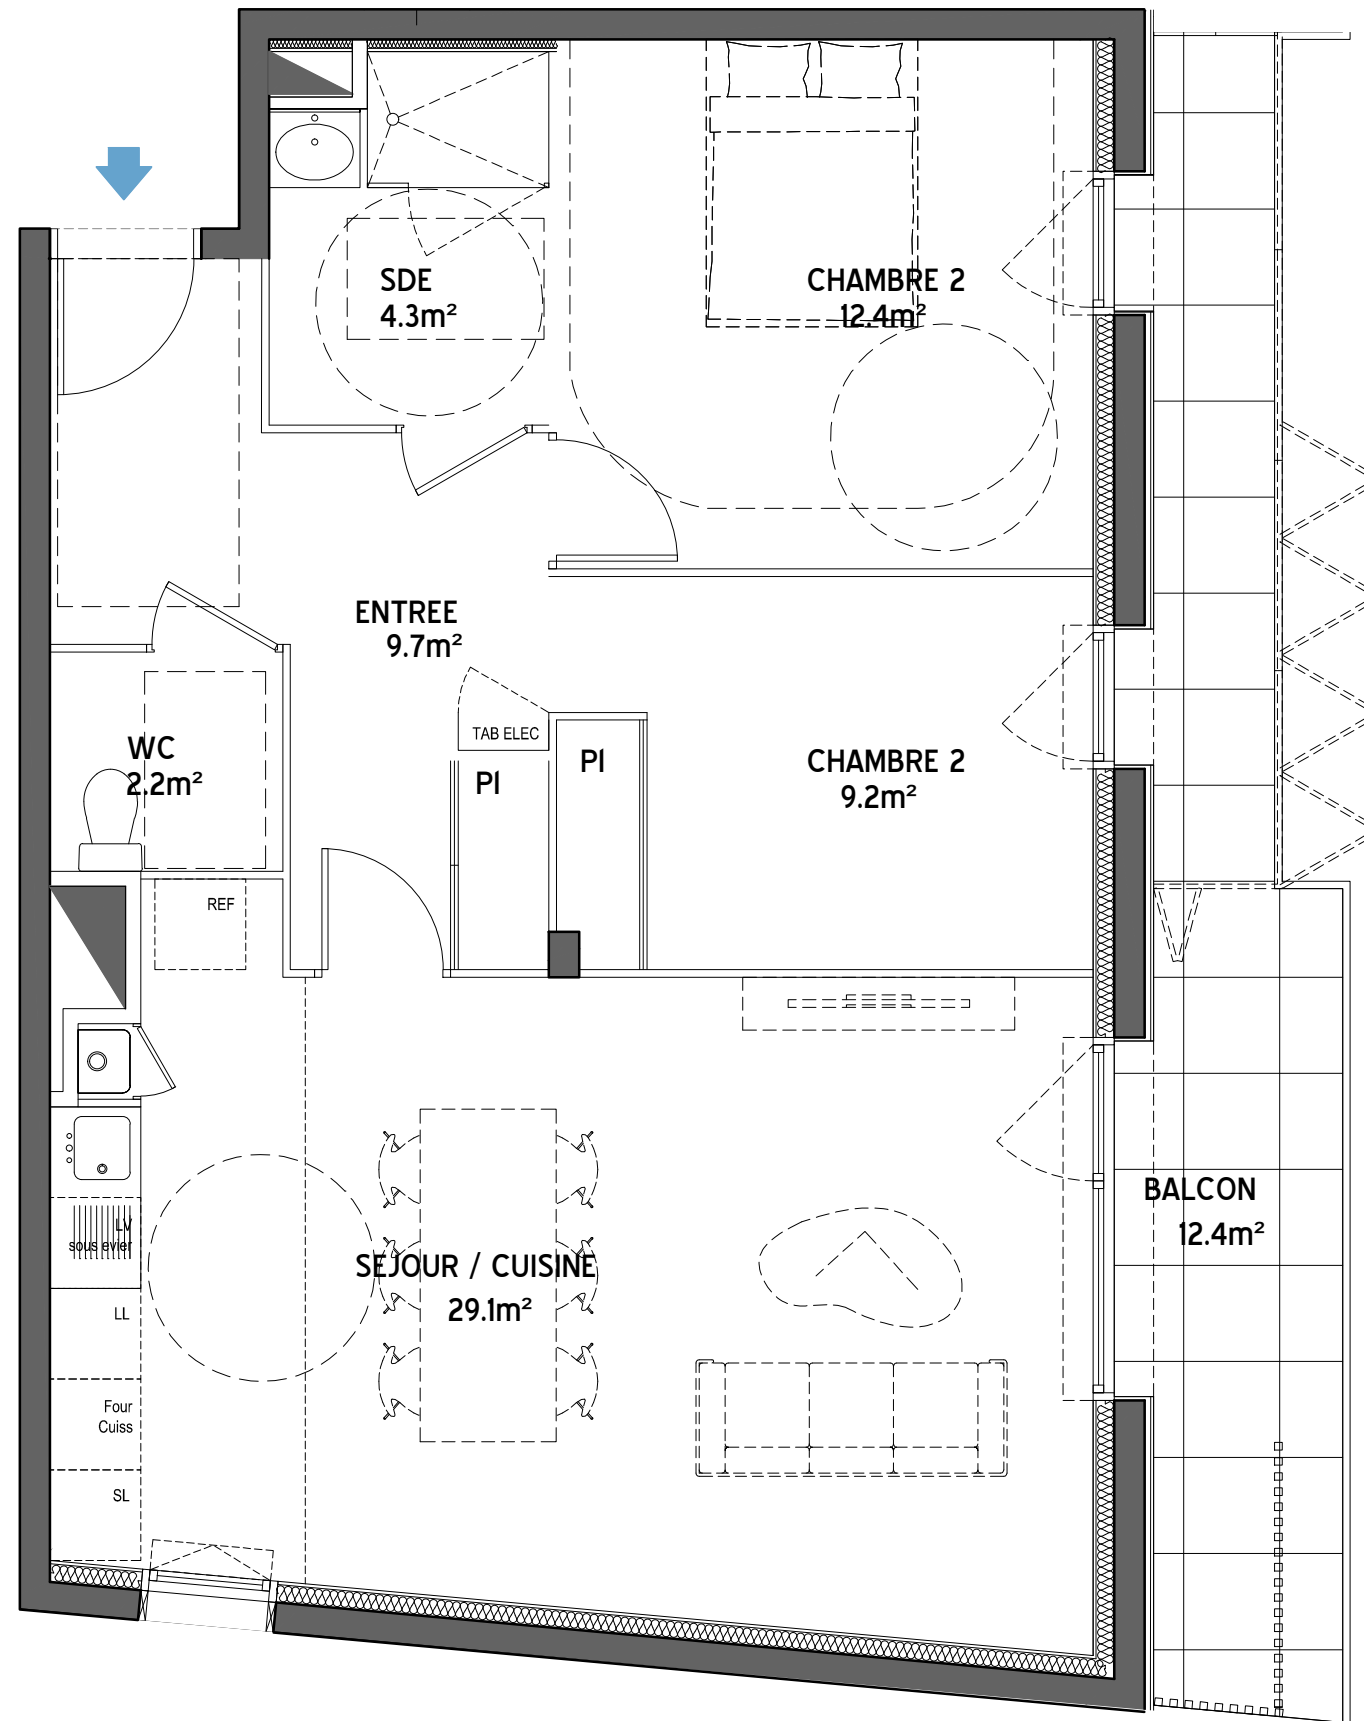 SDE
4.3m²
CHAMBRE 2
12.4m²
ENTREE
9.7m²
TAB ELEC
PI
PI
WC
2.2m²
CHAMBRE 2
9.2m²
REF
LV
sous evier
LL
Four
Cuiss
SL
SEJOUR / CUISINE
29.1m²
BALCON
12.4m²